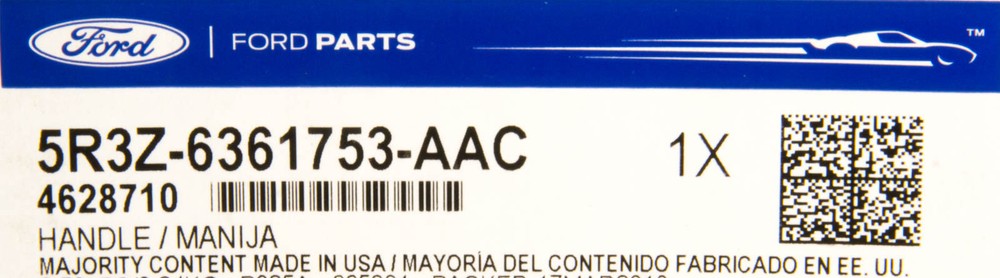 Ford | FORD PARTS ™
5R3Z-6361753-AAC 1X
4628710
HANDLE / MANIJA
MAJORITY CONTENT MADE IN USA / MAYORÍA DEL CONTENIDO FABRICADO EN EE. UU.